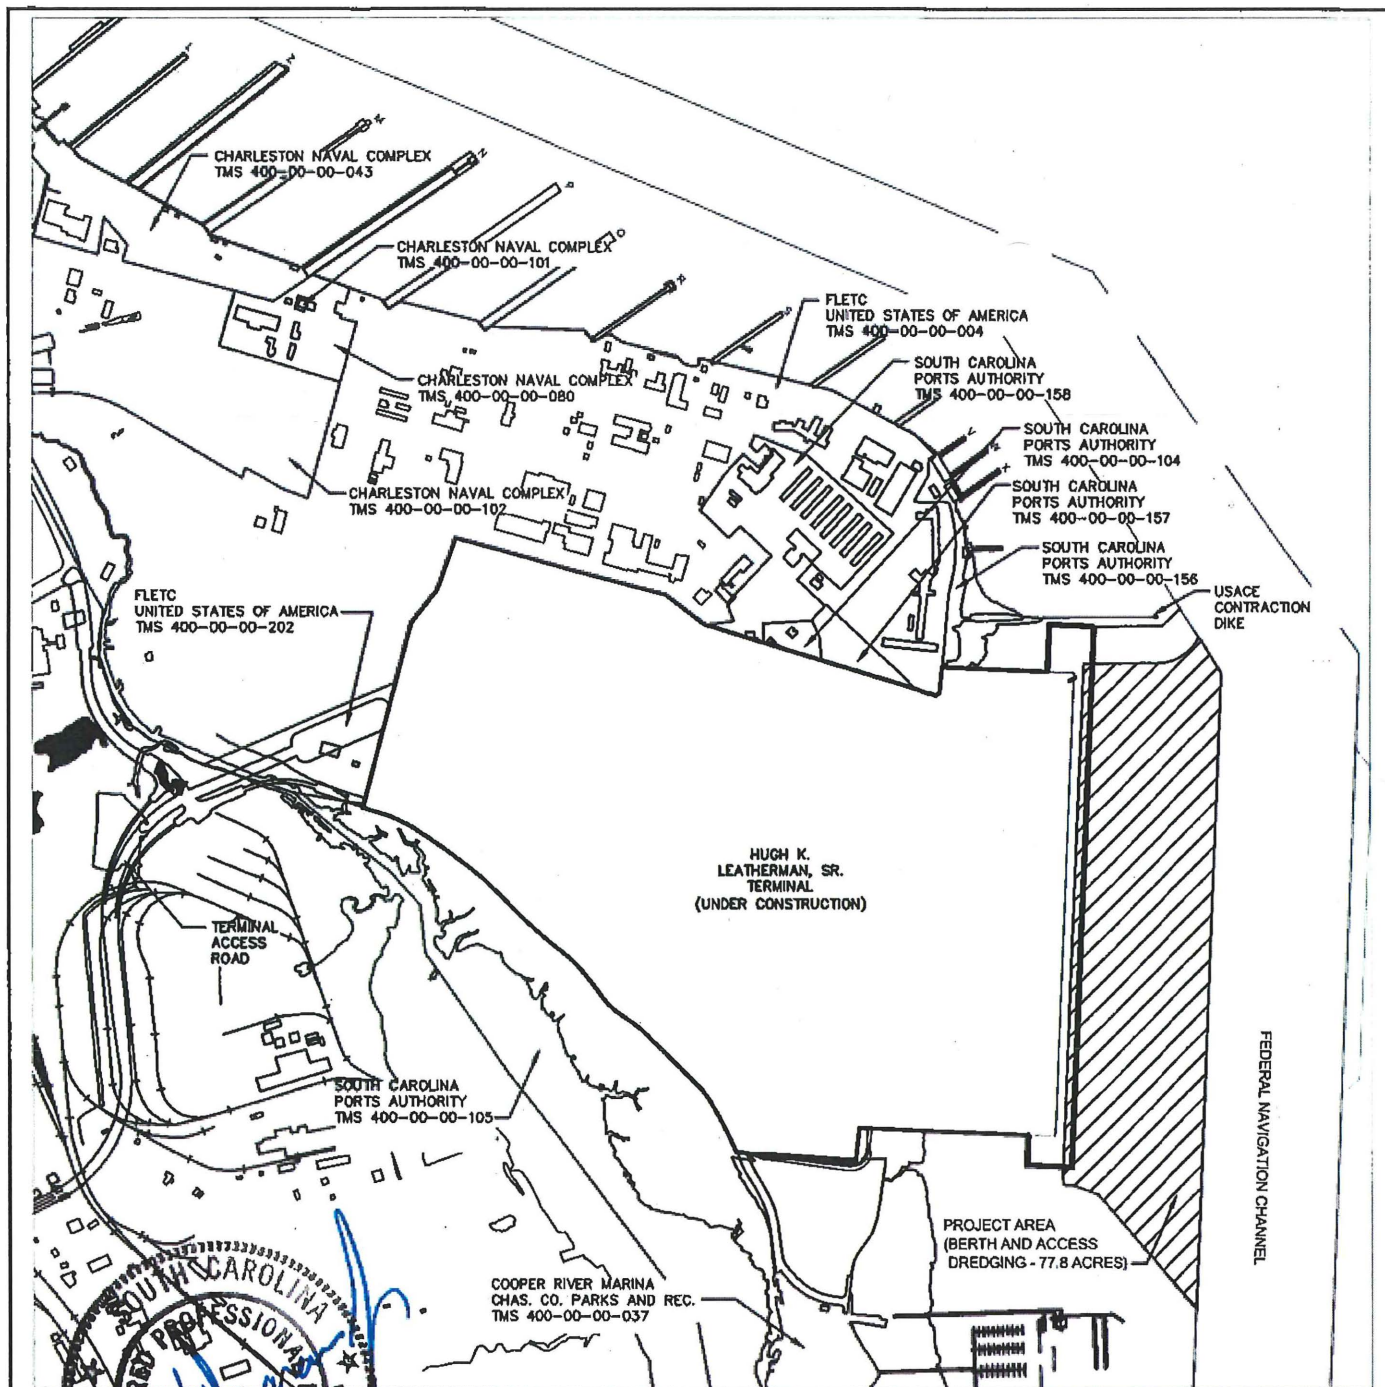 CHARLESTON NAVAL COMPLEX
TMS 400-00-00-043
CHARLESTON NAVAL COMPLEX
TMS 400-00-00-101
FLETC
UNITED STATES OF AMERICA
TMS 400-00-00-004
SOUTH CAROLINA
PORTS AUTHORITY
TMS 400-00-00-158
CHARLESTON NAVAL COMPLEX
TMS 400-00-00-080
SOUTH CAROLINA
PORTS AUTHORITY
TMS 400-00-00-104
CHARLESTON NAVAL COMPLEX
TMS 400-00-00-102
SOUTH CAROLINA
PORTS AUTHORITY
TMS 400-00-00-157
SOUTH CAROLINA
PORTS AUTHORITY
TMS 400-00-00-156
USACE
CONTRACTION
DIKE
FLETC
UNITED STATES OF AMERICA
TMS 400-00-00-202
HUGH K.
LEATHERMAN, SR.
TERMINAL
(UNDER CONSTRUCTION)
TERMINAL
ACCESS
ROAD
SOUTH CAROLINA
PORTS AUTHORITY
TMS 400-00-00-105
FEDERAL NAVIGATION CHANNEL
PROJECT AREA
(BERTH AND ACCESS
DREDGING - 77.8 ACRES)
COOPER RIVER MARINA
CHAS. CO. PARKS AND REC.
TMS 400-00-00-037
SOUTH CAROLINA
PROFESSIONAL